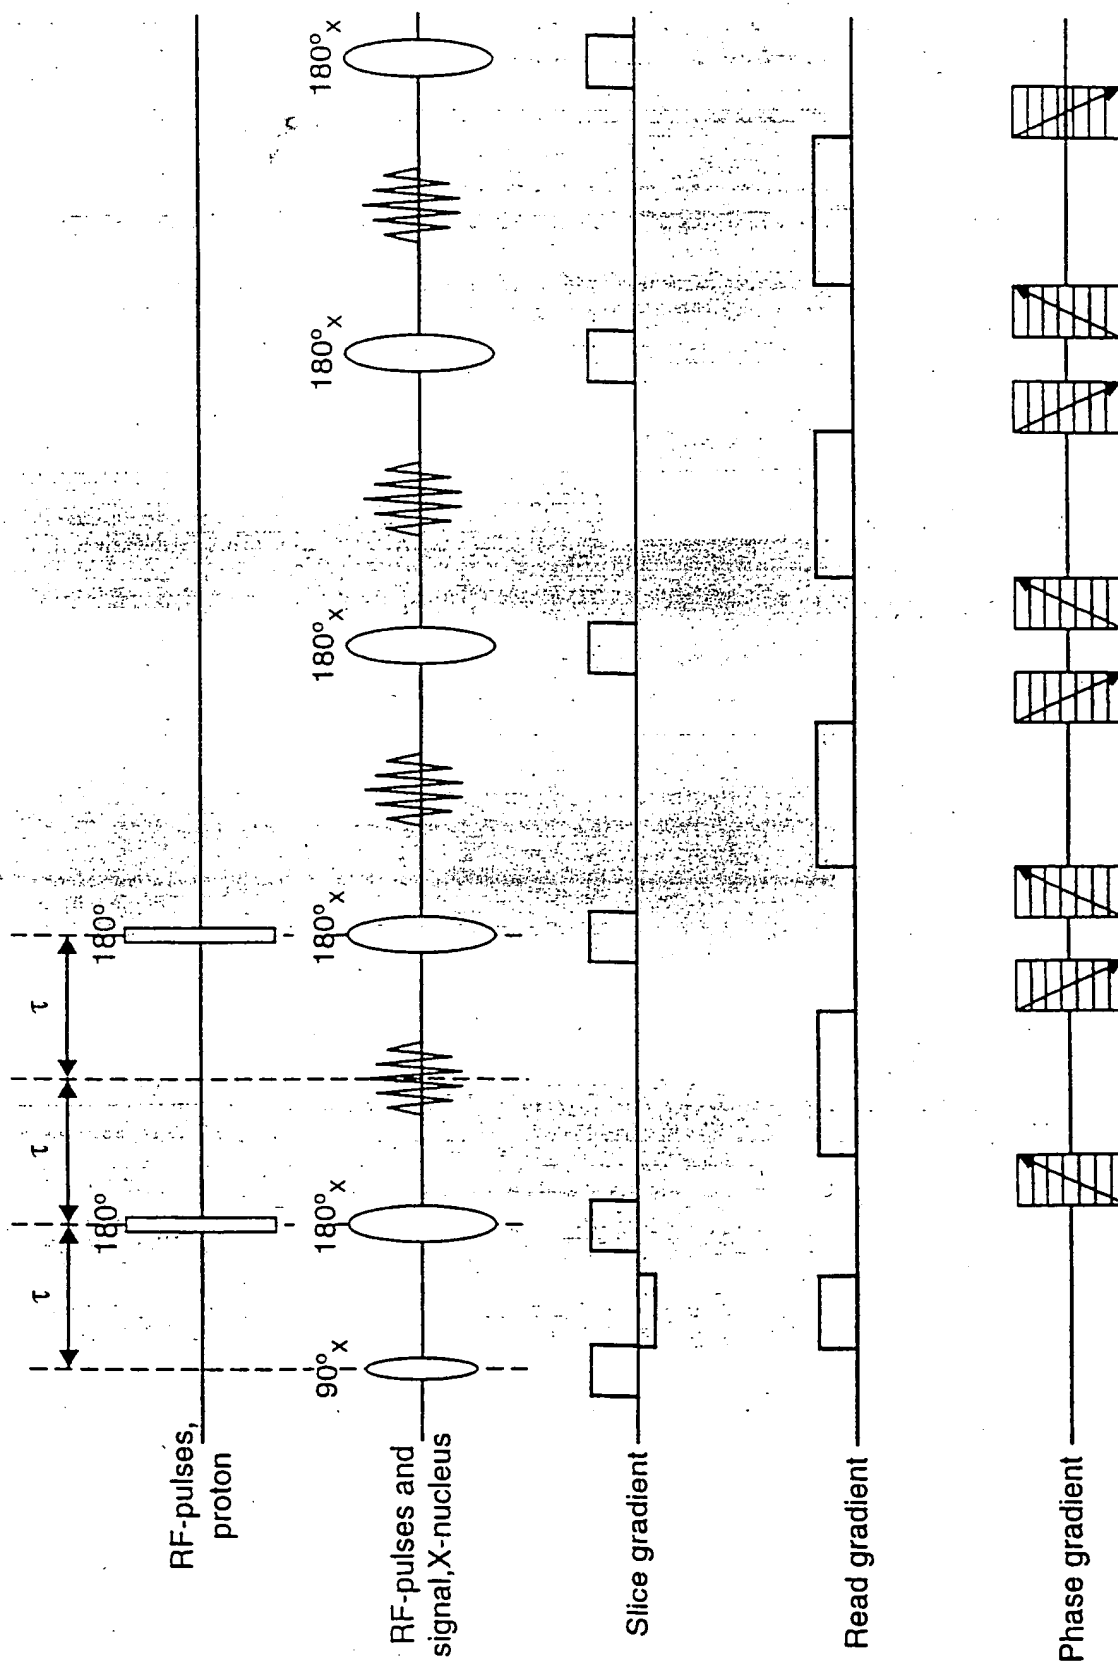 τ
τ
τ
RF-pulses,
proton
180°
180°
RF-pulses and
signal,X-nucleus
90°x
180°x
180°x
180°x
180°x
180°x
Slice gradient
Read gradient
Phase gradient